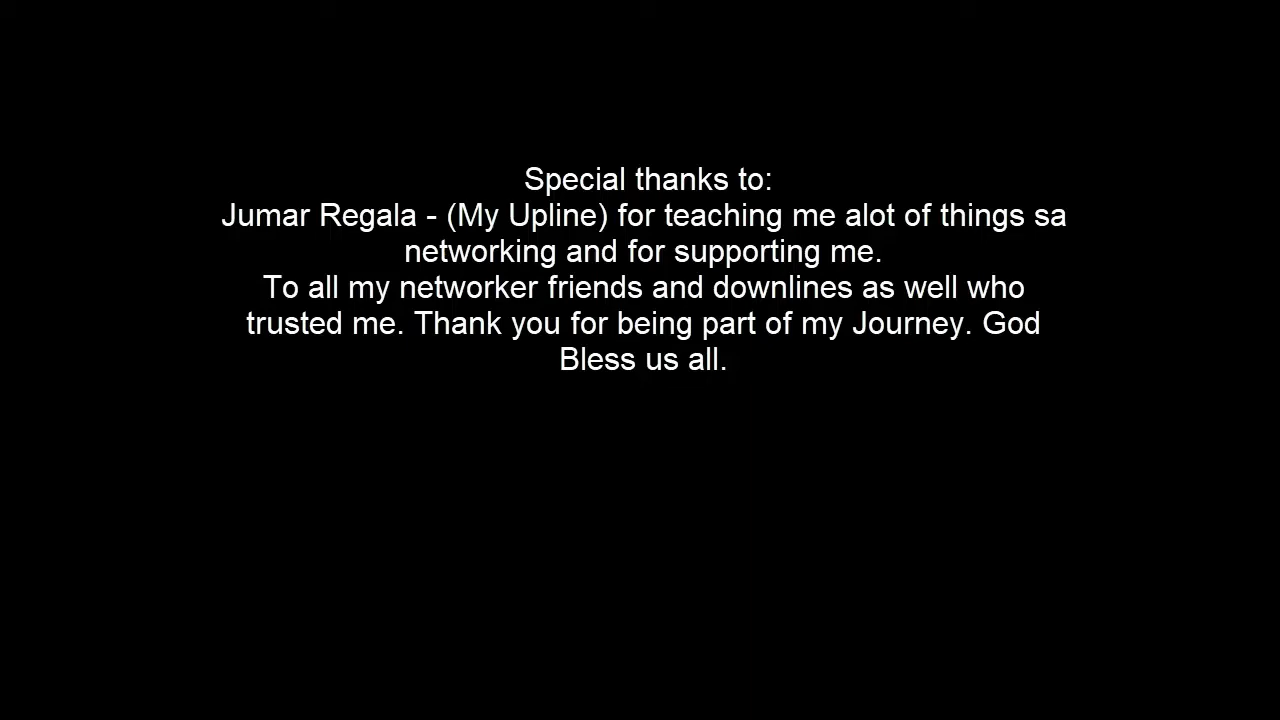 Special thanks to:
Jumar Regala - (My Upline) for teaching me alot of things sa
networking and for supporting me.
To all my networker friends and downlines as well who
trusted me. Thank you for being part of my Journey. God
Bless us all.